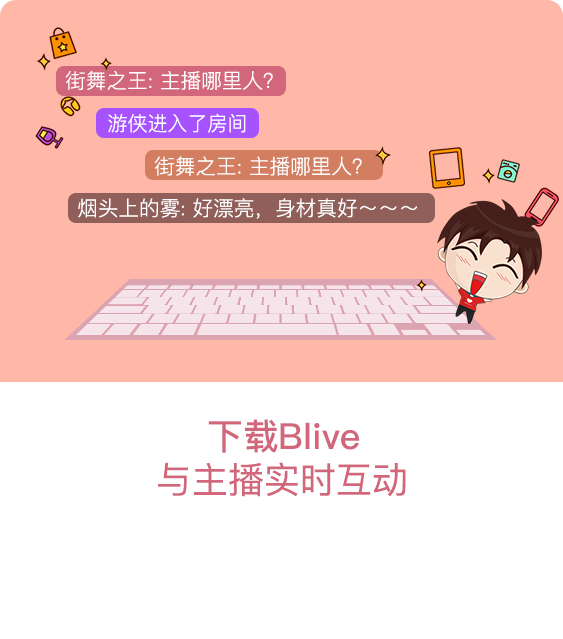 街舞之王: 主播哪里人?
游侠进入了房间
街舞之王: 主播哪里人?
烟头上的雾: 好漂亮，身材真好～～～
下载Blive
与主播实时互动